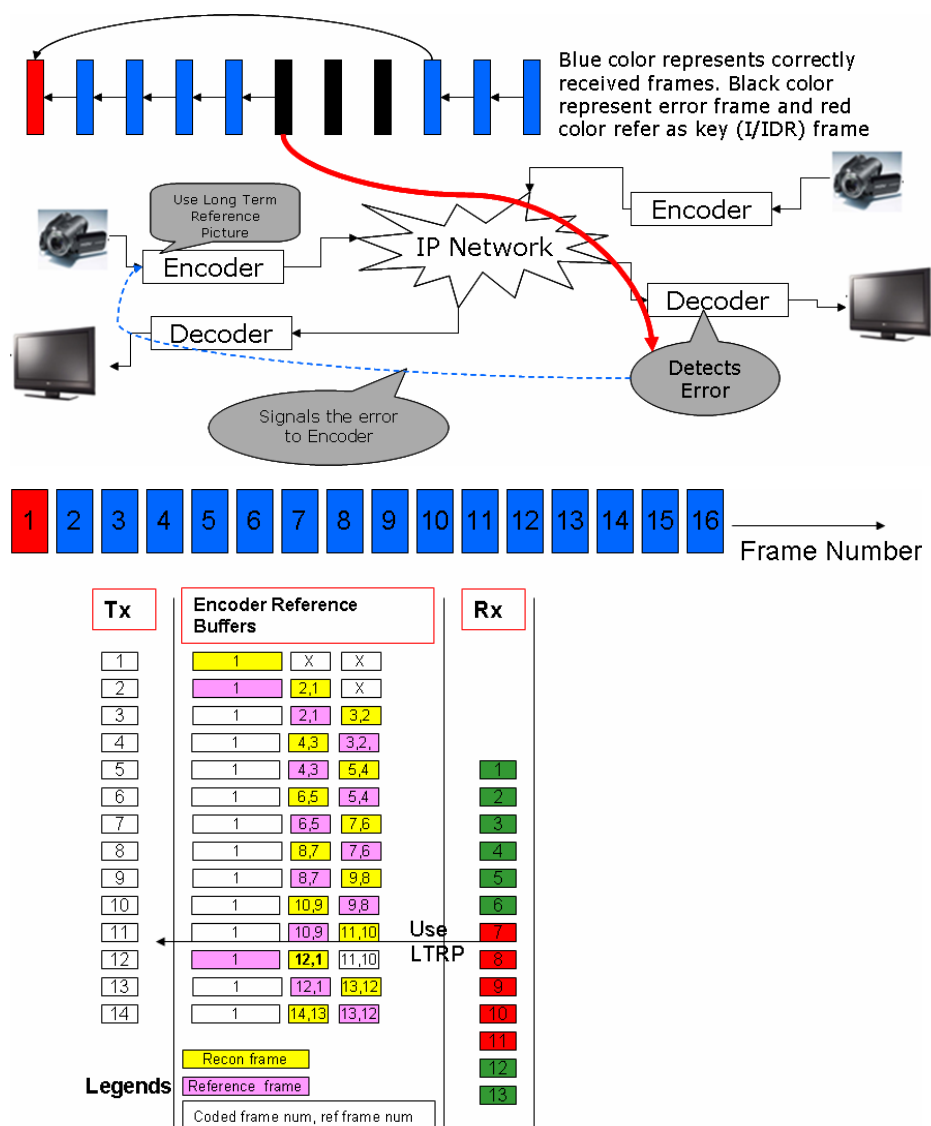 Blue color represents correctly
received frames. Black color
represent error frame and red
color refer as key (I/IDR) frame
Use Long Term
Reference
Picture
Encoder
IP Network
Encoder
Decoder
Decoder
Detects
Error
Signals the error
to Encoder
1 2 3 4 5 6 7 8 9 10 11 12 13 14 15 16
Frame Number
Tx Encoder Reference Rx
Buffers
1 1 X X
2 1 2,1 X
3 1 2,1 3,2
4 1 4,3 3,2,
5 1 4,3 5,4 1
6 1 6,5 5,4 2
7 1 6,5 7,6 3
8 1 8,7 7,6 4
9 1 8,7 9,8 5
10 1 10,9 9,8 6
11 1 10,9 11,10 Use 7
12 1 12,1 11,10 LTRP 8
13 1 12,1 13,12 9
14 1 14,13 13,12 10
11
Recon frame 12
Legends Reference frame 13
Coded frame num, ref frame num